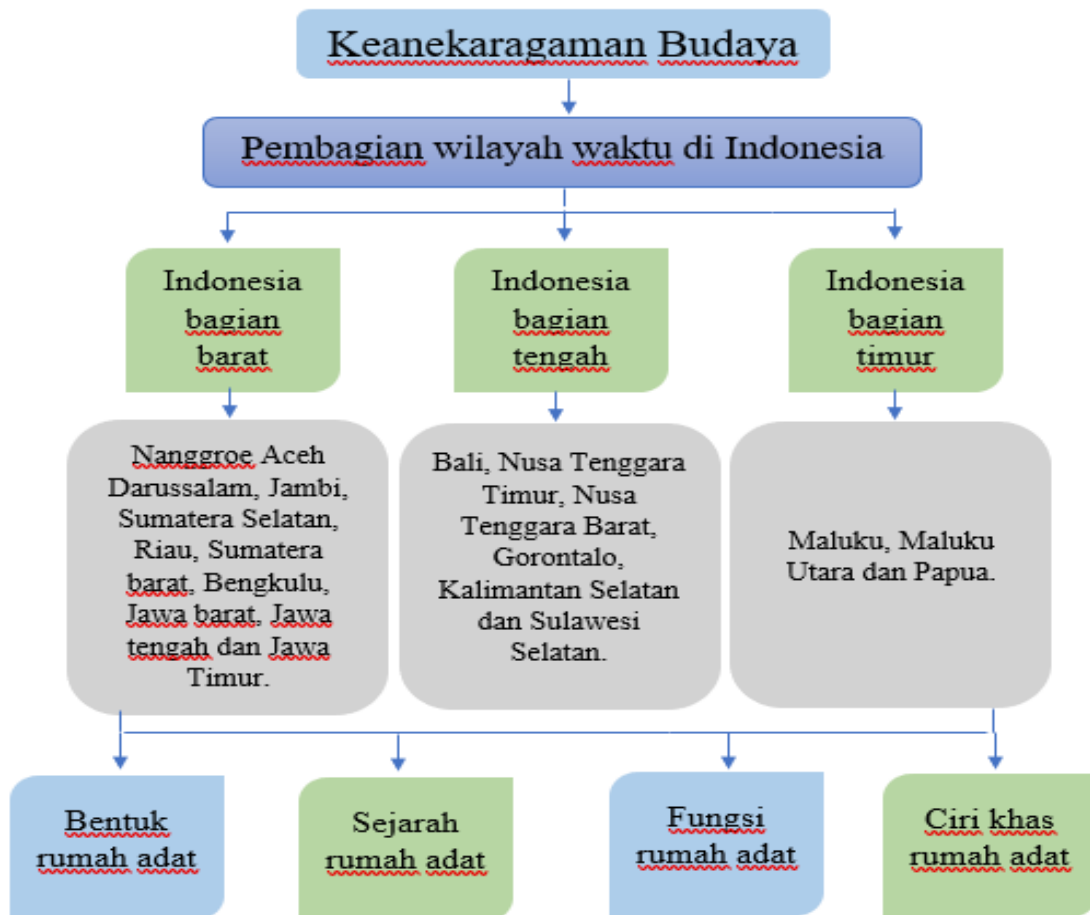 Keanekaragaman Budaya
Pembagian wilayah waktu di Indonesia
Indonesia
bagian
barat
Indonesia
bagian
tengah
Indonesia
bagian
timur
Nanggroe Aceh
Darussalam, Jambi,
Sumatera Selatan,
Riau, Sumatera
barat, Bengkulu,
Jawa barat, Jawa
tengah dan Jawa
Timur.
Bali, Nusa Tenggara
Timur, Nusa
Tenggara Barat,
Gorontalo,
Kalimantan Selatan
dan Sulawesi
Selatan.
Maluku, Maluku
Utara dan Papua.
Bentuk
rumah adat
Sejarah
rumah adat
Fungsi
rumah adat
Ciri khas
rumah adat